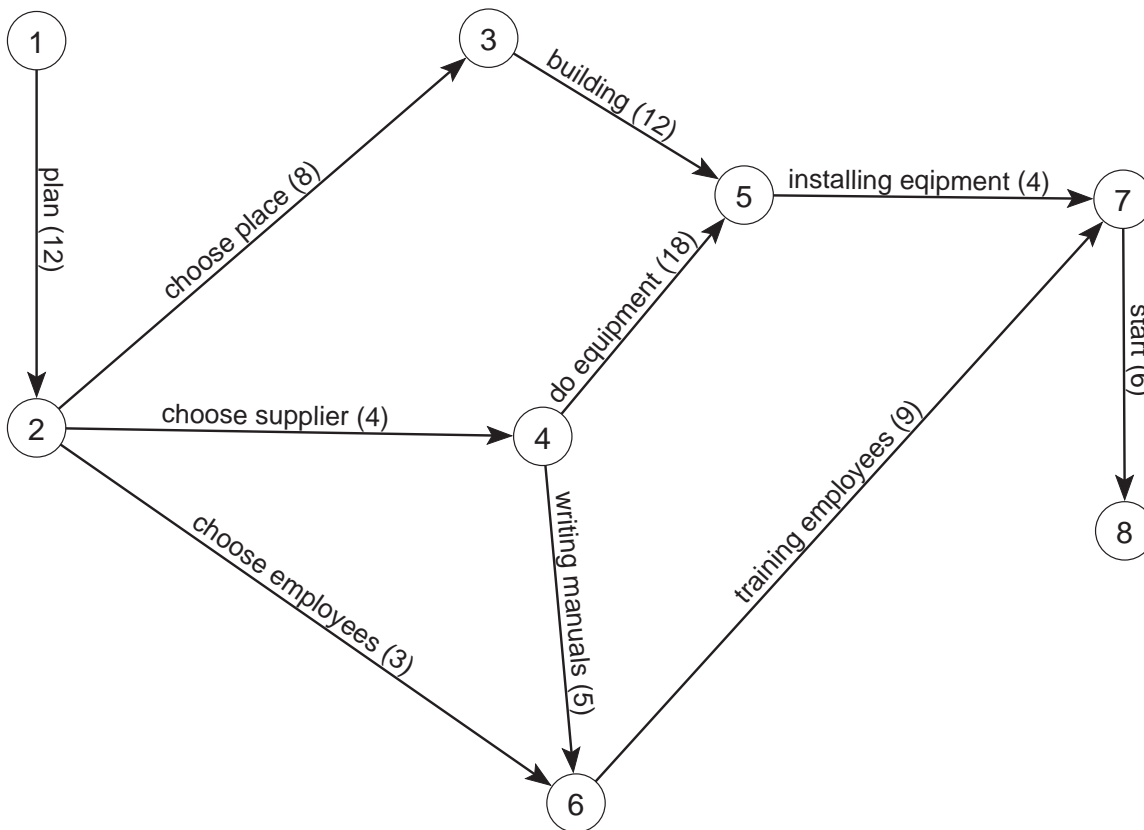 1
3
building (12)
plan (12)
choose place (8)
5
installing eqipment (4)
7
do equipment (18)
start (6)
2
choose supplier (4)
4
8
choose employees (3)
writing manuals (5)
training employees (9)
6